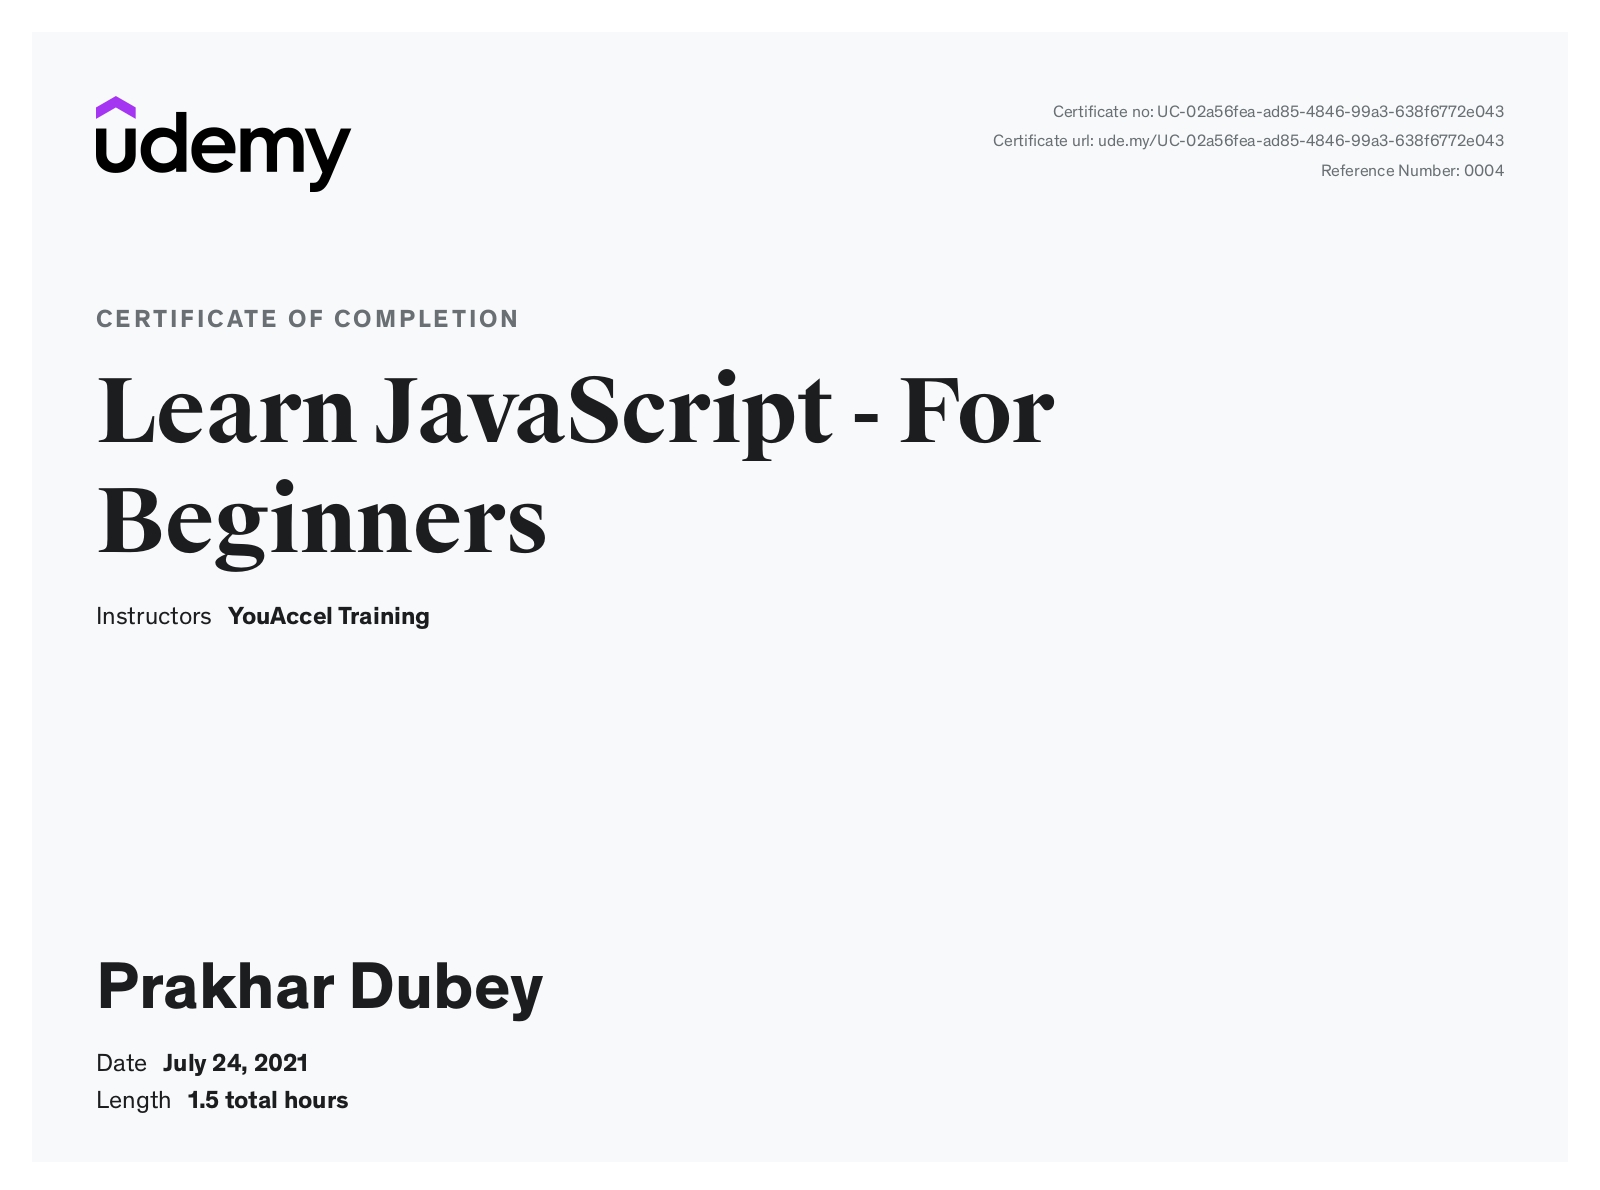 udemy
Certificate no: UC-02a56fea-ad85-4846-99a3-638f6772e043
Certificate url: ude.my/UC-02a56fea-ad85-4846-99a3-638f6772e043
Reference Number: 0004
CERTIFICATE OF COMPLETION
Learn JavaScript - For
Beginners
Instructors YouAccel Training
Prakhar Dubey
Date July 24, 2021
Length 1.5 total hours